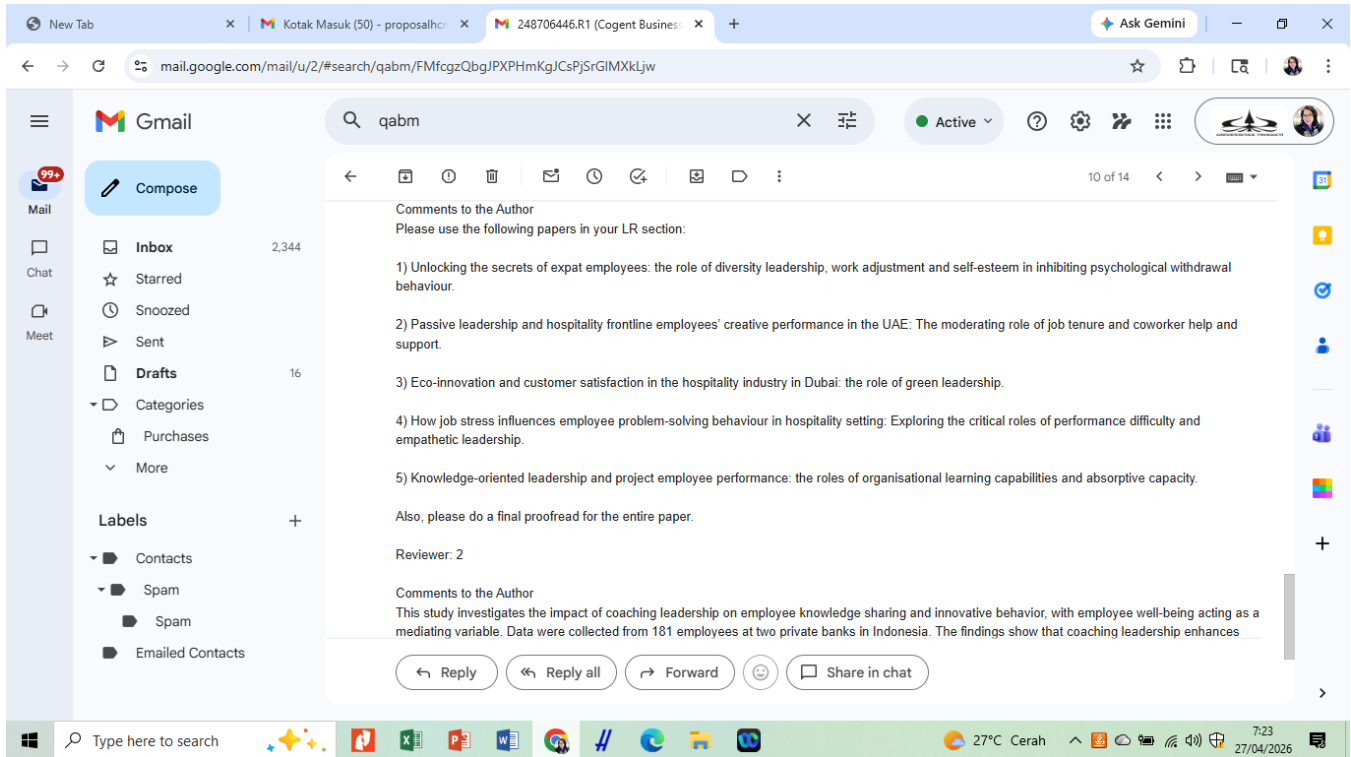 New Tab
Kotak Masuk (50) - proposalhcr
248706446.R1 (Cogent Business
Ask Gemini
mail.google.com/mail/u/2/#search/qabm/FMfcgzQbgJPXPHmKgJCsPjSrGlMXkLjw
Gmail
qabm
Active
99+
Mail
Chat
Meet
Compose
Inbox 2,344
Starred
Snoozed
Sent
Drafts 16
Categories
Purchases
More
Labels
Contacts
Spam
Spam
Emailed Contacts
10 of 14
31
Comments to the Author
Please use the following papers in your LR section:
1) Unlocking the secrets of expat employees: the role of diversity leadership, work adjustment and self-esteem in inhibiting psychological withdrawal
behaviour.
2) Passive leadership and hospitality frontline employees' creative performance in the UAE: The moderating role of job tenure and coworker help and
support.
3) Eco-innovation and customer satisfaction in the hospitality industry in Dubai: the role of green leadership.
4) How job stress influences employee problem-solving behaviour in hospitality setting: Exploring the critical roles of performance difficulty and
empathetic leadership.
5) Knowledge-oriented leadership and project employee performance: the roles of organisational learning capabilities and absorptive capacity.
Also, please do a final proofread for the entire paper.
Reviewer: 2
Comments to the Author
This study investigates the impact of coaching leadership on employee knowledge sharing and innovative behavior, with employee well-being acting as a
mediating variable. Data were collected from 181 employees at two private banks in Indonesia. The findings show that coaching leadership enhances
Reply
Reply all
Forward
Share in chat
Type here to search
27°C Cerah
7:23
27/04/2026